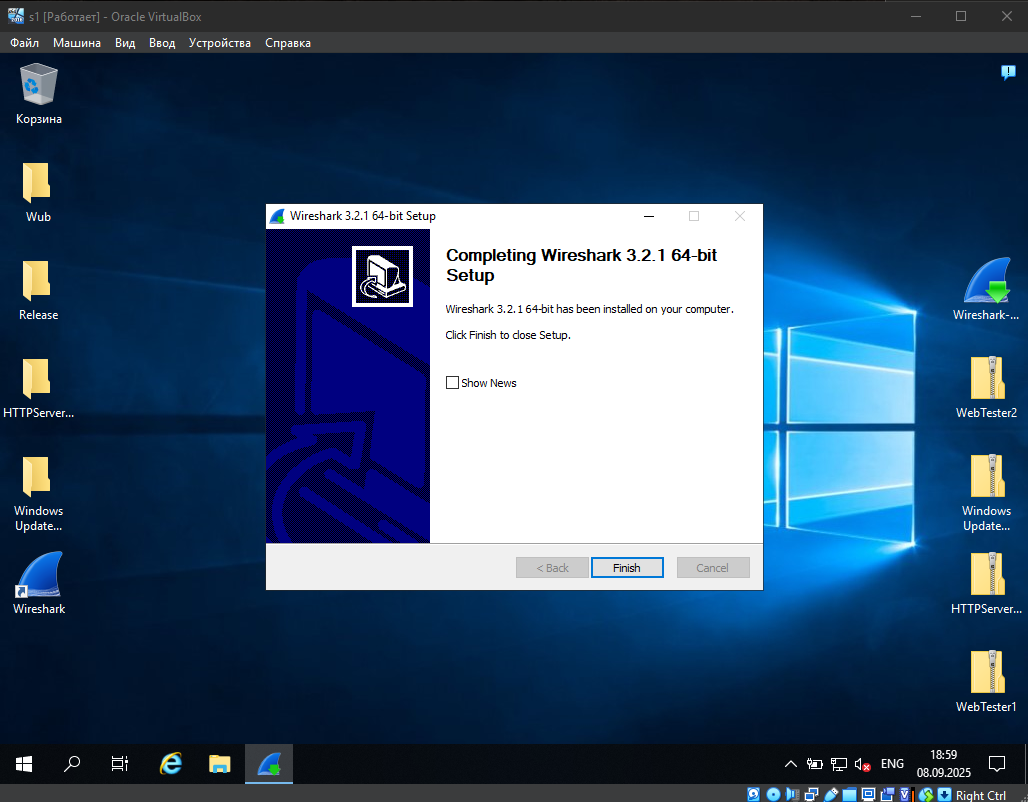 s1 [Работает] - Oracle VirtualBox
Файл Машина Вид Ввод Устройства Справка
Корзина
Wub
Release
HTTPServer...
Windows
Update...
Wireshark
Wireshark 3.2.1 64-bit Setup
Completing Wireshark 3.2.1 64-bit
Setup
Wireshark 3.2.1 64-bit has been installed on your computer.
Click Finish to close Setup.
Show News
< Back Finish Cancel
Wireshark-...
WebTester2
Windows
Update...
HTTPServer...
WebTester1
ENG
18:59
08.09.2025
Right Ctrl